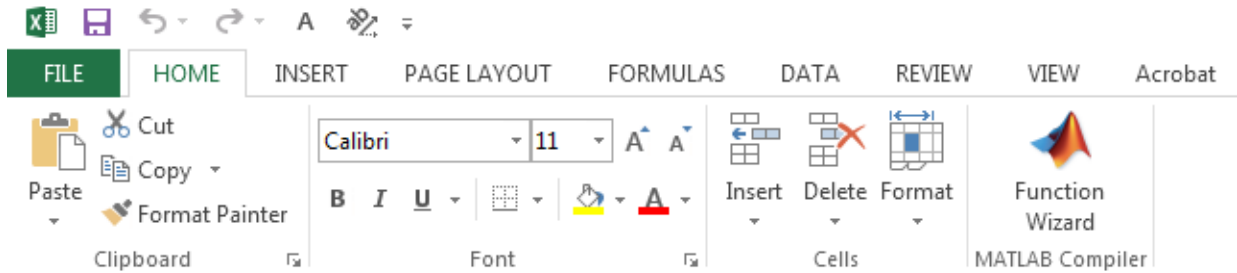 A
FILE HOME INSERT PAGE LAYOUT FORMULAS DATA REVIEW VIEW Acrobat
Cut
Calibri 11 A A
Copy
Paste
B I U A
Insert Delete Format Function
Wizard
Format Painter
Clipboard Font Cells MATLAB Compiler